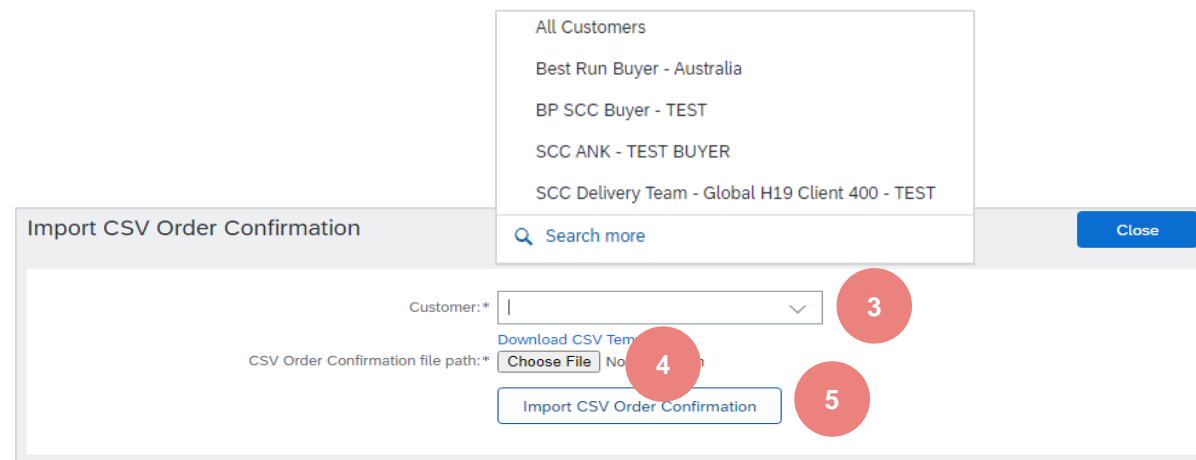 All Customers
Best Run Buyer - Australia
BP SCC Buyer - TEST
SCC ANK - TEST BUYER
SCC Delivery Team - Global H19 Client 400 - TEST
Search more
Import CSV Order Confirmation
Close
Customer:*
3
Download CSV
CSV Order Confirmation file path:*
Choose File
4
Import CSV Order Confirmation
5